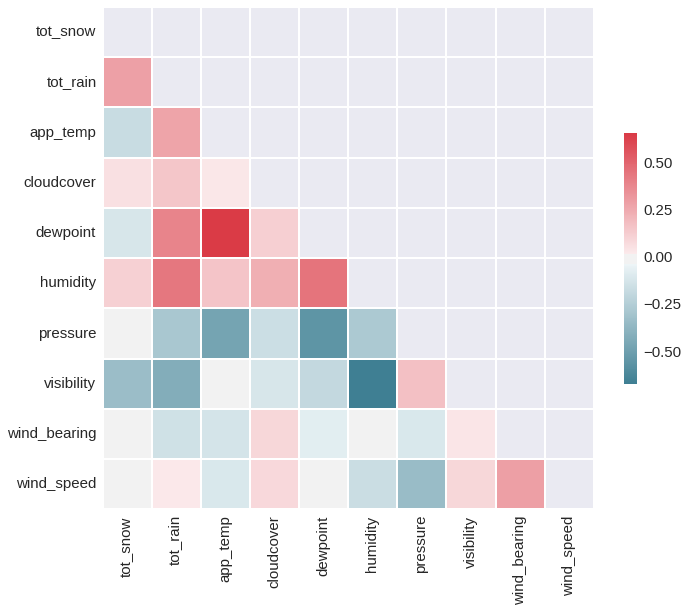 tot_snow
tot_rain
app_temp
cloudcover
dewpoint
humidity
pressure
visibility
wind_bearing
wind_speed
tot_snow
tot_rain
app_temp
cloudcover
dewpoint
humidity
pressure
visibility
wind_bearing
wind_speed
0.50
0.25
0.00
−0.25
−0.50